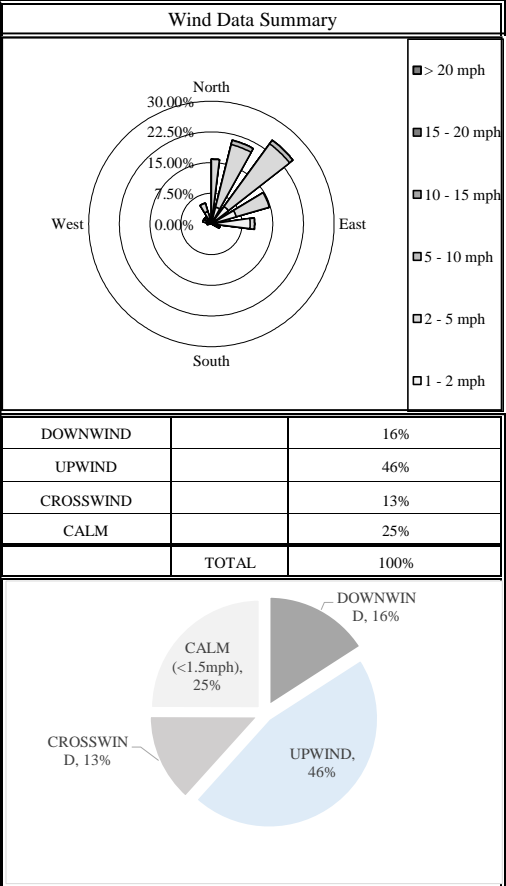 Wind Data Summary
North
30.00%
22.50%
15.00%
7.50%
0.00%
West
East
South
> 20 mph
15 - 20 mph
10 - 15 mph
5 - 10 mph
2 - 5 mph
1 - 2 mph
DOWNWIND 16%
UPWIND 46%
CROSSWIND 13%
CALM 25%
TOTAL 100%
DOWNWIN
D, 16%
CALM
(<1.5mph),
25%
CROSSWIN
D, 13%
UPWIND,
46%